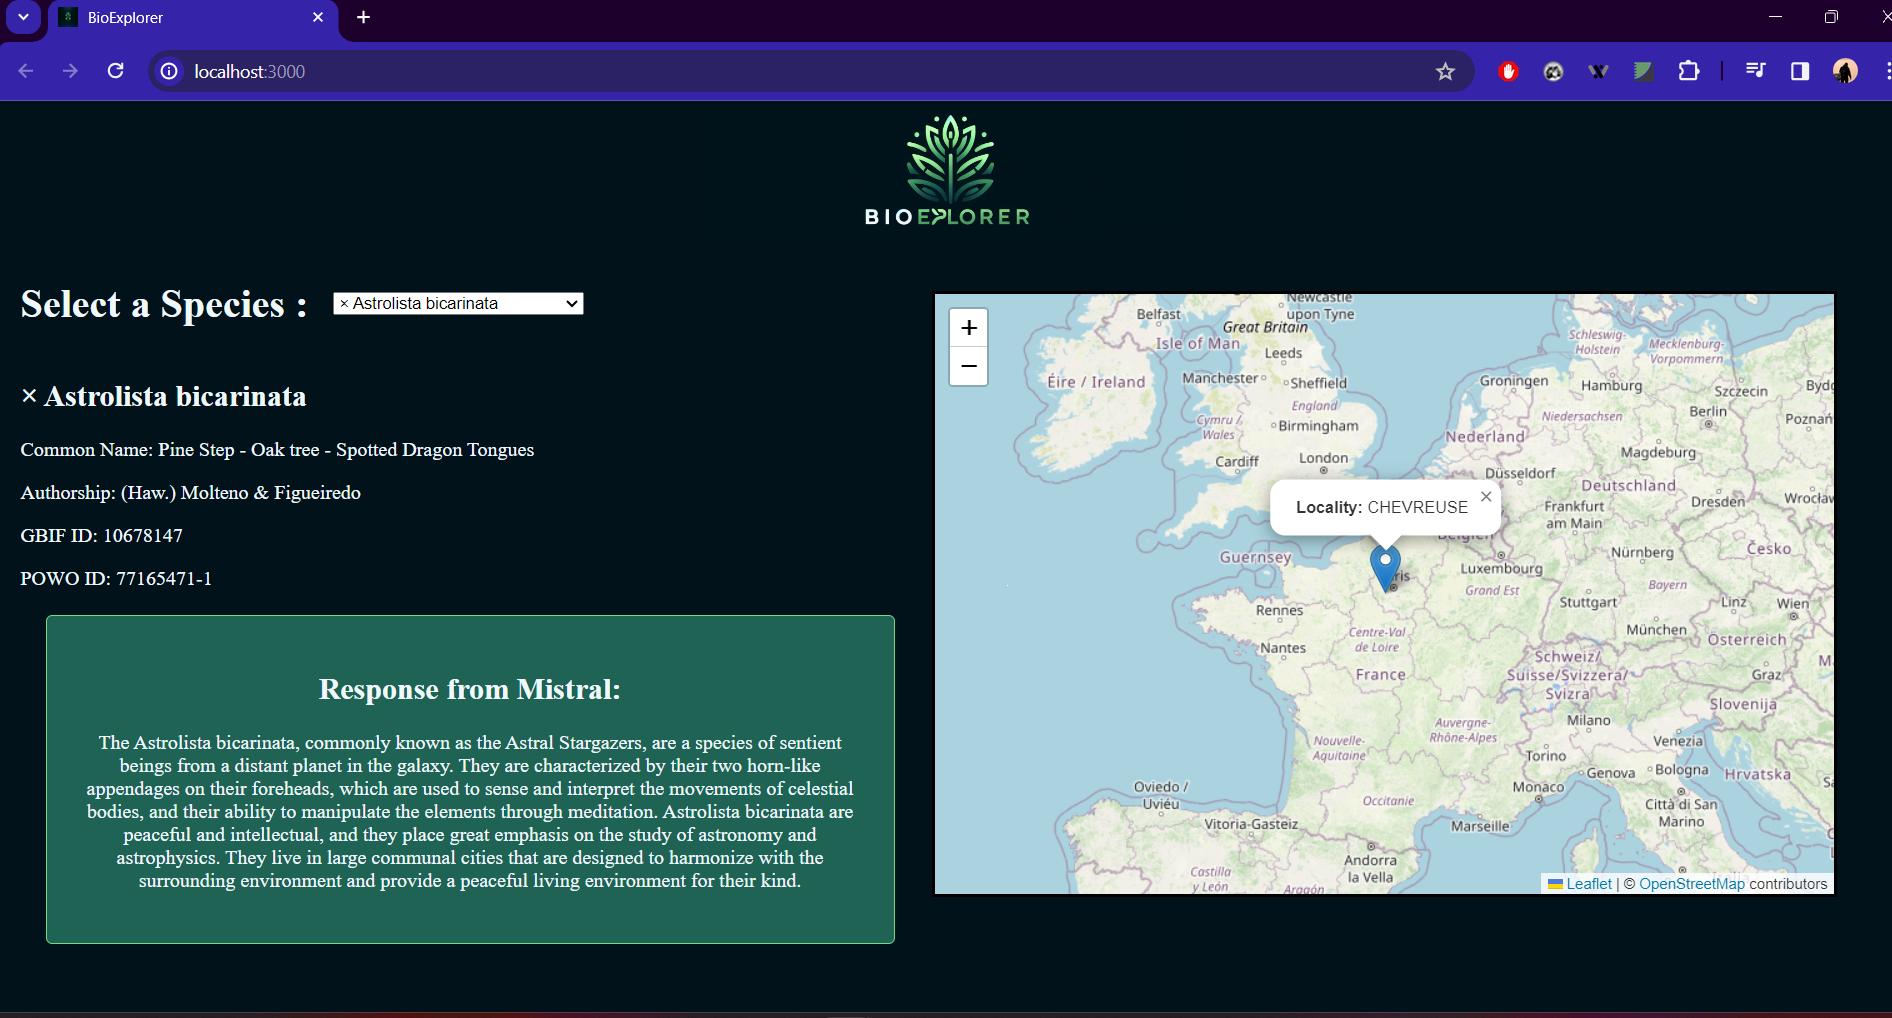 BioExplorer
localhost:3000
BIOEXPLORER
Select a Species :
× Astrolista bicarinata
× Astrolista bicarinata
Common Name: Pine Step - Oak tree - Spotted Dragon Tongues
Authorship: (Haw.) Molteno & Figueiredo
GBIF ID: 10678147
POWO ID: 77165471-1
Response from Mistral:
The Astrolista bicarinata, commonly known as the Astral Stargazers, are a species of sentient
beings from a distant planet in the galaxy. They are characterized by their two horn-like
appendages on their foreheads, which are used to sense and interpret the movements of celestial
bodies, and their ability to manipulate the elements through meditation. Astrolista bicarinata are
peaceful and intellectual, and they place great emphasis on the study of astronomy and
astrophysics. They live in large communal cities that are designed to harmonize with the
surrounding environment and provide a peaceful living environment for their kind.
+
−
Newcastle
upon Tyne
Belfast
Great Britain
Isle of Man
Leeds
Éire / Ireland
Manchester
Sheffield
England
Cymru /
Wales
Birmingham
Cardiff
London
Schleswig-
Holstein
Mecklenburg-
Vorpommern
Groningen
Hamburg
Szczecin
Bydg
Berlin
Niedersachsen
Poznań
Nederland
Magdeburg
Düsseldorf
Deutschland
Dresden
Wrocław
Frankfurt
am Main
Locality: CHEVREUSE
Guernsey
Nürnberg
Česko
Luxembourg
Grand Est
Bayern
Stuttgart
Linz
Wien
Rennes
München
Österreich
Centre-Val
de Loire
Nantes
Schweiz/
Suisse/Svizzera/
Svizra
France
Graz
Slovenija
Milano
Auvergne-
Rhône-Alpes
Venezia
Nouvelle-
Aquitaine
Torino
Genova
Bologna
Hrvatska
Oviedo /
Uviéu
Monaco
Occitanie
Città di San
Marino
Vitoria-Gasteiz
Marseille
Andorra
la Vella
Castilla
y León
Aragón
Leaflet | © OpenStreetMap contributors